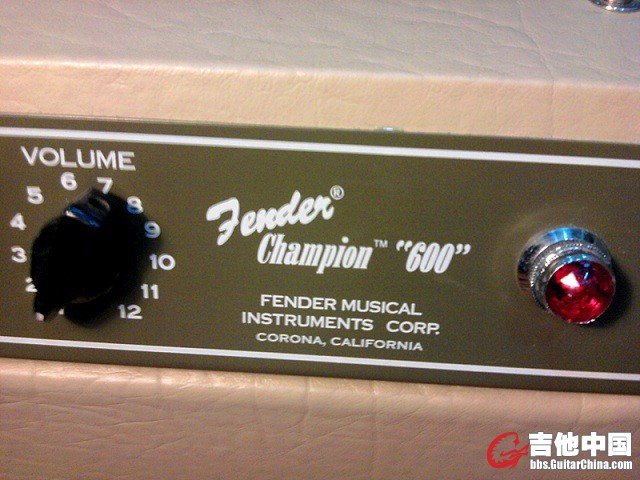 VOLUME
2 3 4 5 6 7 8 9 10 11 12
Fender®
Champion™ “600”
FENDER MUSICAL
INSTRUMENTS CORP.
CORONA, CALIFORNIA
吉他中国
bbs.GuitarChina.com